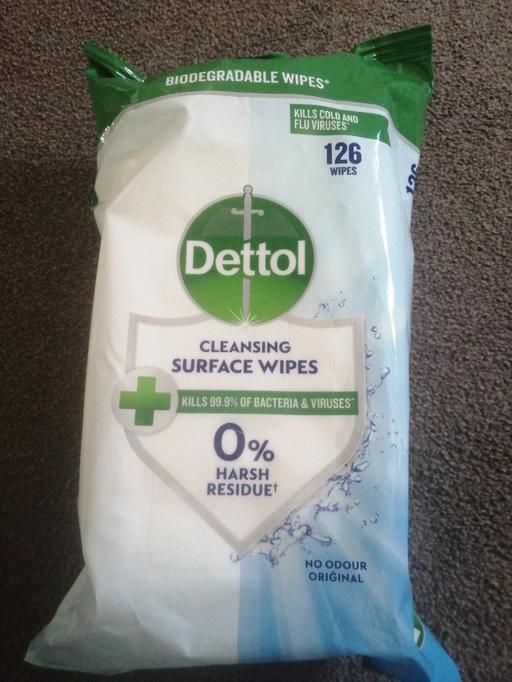 BIODEGRADABLE WIPES*
KILLS COLD AND
FLU VIRUSES^
126
WIPES
126
Dettol
CLEANSING
SURFACE WIPES
KILLS 99.9% OF BACTERIA & VIRUSES^
0%
HARSH
RESIDUE†
NO ODOUR
ORIGINAL